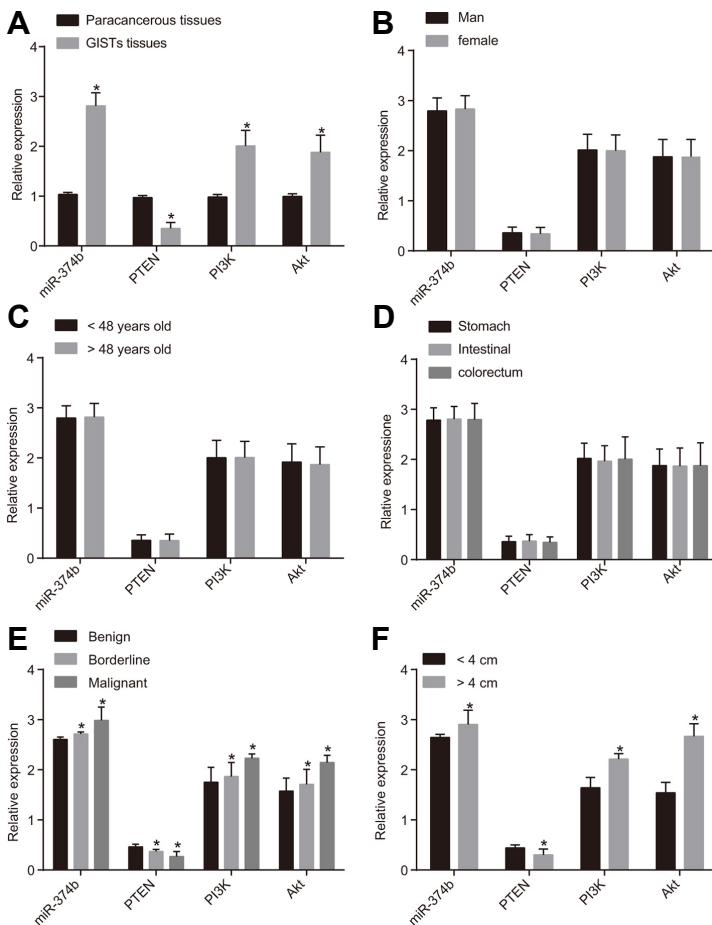 A
Paracancerous tissues
GISTs tissues
Relative expression
4
3
2
1
0
* * * *
miR-374b PTEN PI3K Akt
B
Man
female
Relative expression
4
3
2
1
0
miR-374b PTEN PI3K Akt
C
< 48 years old
> 48 years old
Relative expression
4
3
2
1
0
miR-374b PTEN PI3K Akt
D
Stomach
Intestinal
colorectum
Rlative expressione
4
3
2
1
0
miR-374b PTEN PI3K Akt
E
Benign
Borderline
Malignant
Relative expression
4
3
2
1
0
* * * * * * * *
miR-374b PTEN PI3K Akt
F
< 4 cm
> 4 cm
Relative expression
4
3
2
1
0
* * * *
miR-374b PTEN PI3K Akt